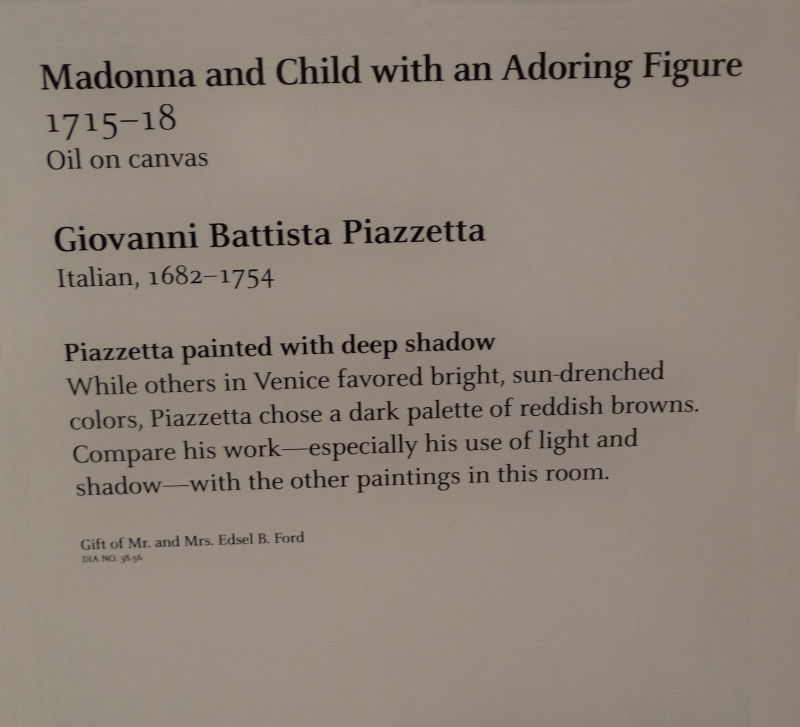 Madonna and Child with an Adoring Figure
1715–18
Oil on canvas
Giovanni Battista Piazzetta
Italian, 1682–1754
Piazzetta painted with deep shadow
While others in Venice favored bright, sun-drenched
colors, Piazzetta chose a dark palette of reddish browns.
Compare his work—especially his use of light and
shadow—with the other paintings in this room.
Gift of Mr. and Mrs. Edsel B. Ford
DIA NO. 38.56